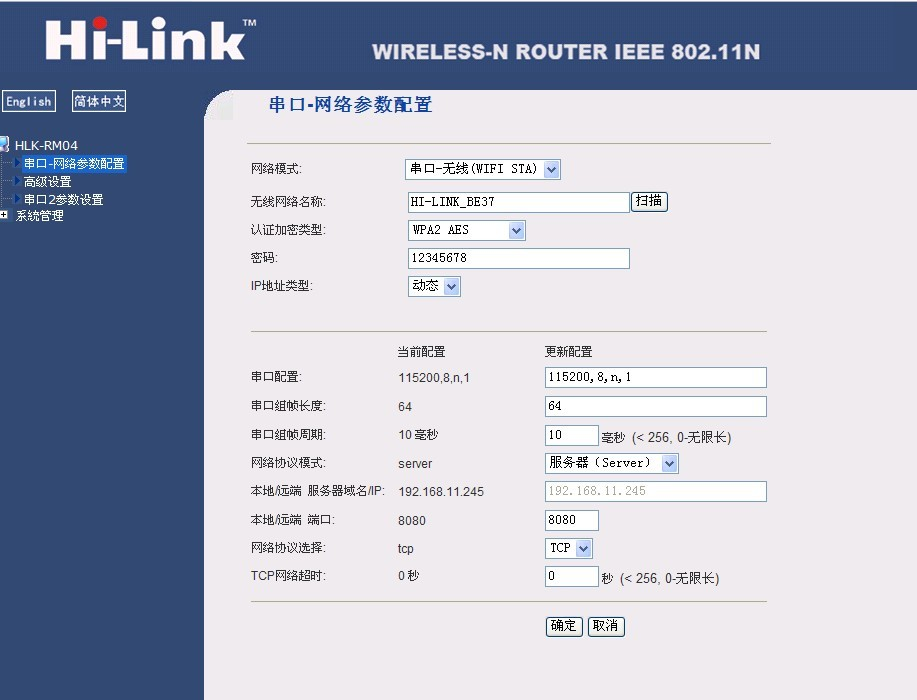 Hi-Link™
WIRELESS-N ROUTER IEEE 802.11N
English 简体中文
串口-网络参数配置
HLK-RM04
串口-网络参数配置
高级设置
串口2参数设置
系统管理
网络模式: 串口-无线(WIFI STA)
无线网络名称: HI-LINK_BE37 扫描
认证加密类型: WPA2 AES
密码: 12345678
IP地址类型: 动态
当前配置 更新配置
串口配置: 115200,8,n,1 115200,8,n,1
串口组帧长度: 64 64
串口组帧周期: 10 毫秒 10 毫秒 (< 256, 0-无限长)
网络协议模式: server 服务器 (Server)
本地/远端 服务器域名/IP: 192.168.11.245 192.168.11.245
本地/远端 端口: 8080 8080
网络协议选择: tcp TCP
TCP网络超时: 0 秒 0 秒 (< 256, 0-无限长)
确定 取消